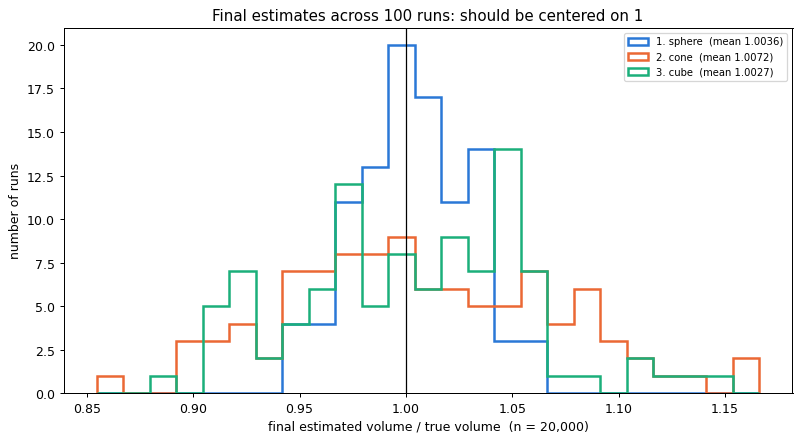 Final estimates across 100 runs: should be centered on 1
1. sphere  (mean 1.0036)
2. cone  (mean 1.0072)
3. cube  (mean 1.0027)
number of runs
20.0
17.5
15.0
12.5
10.0
7.5
5.0
2.5
0.0
0.85
0.90
0.95
1.00
1.05
1.10
1.15
final estimated volume / true volume  (n = 20,000)